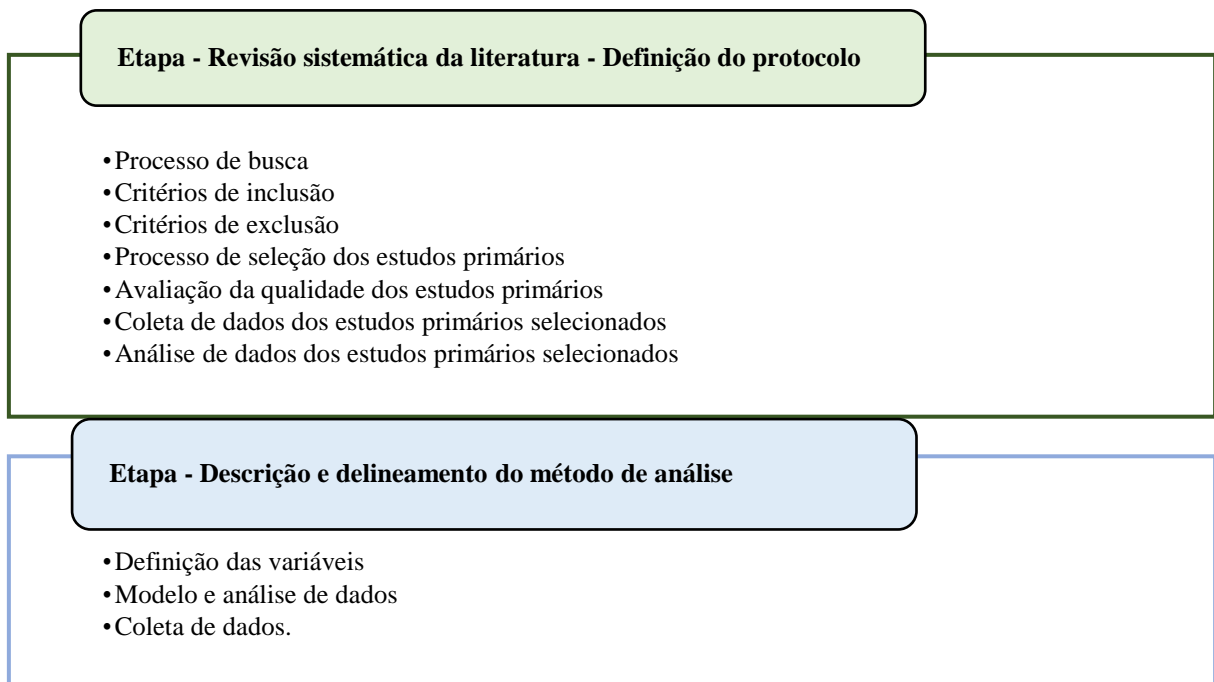 Etapa - Revisão sistemática da literatura - Definição do protocolo
•Processo de busca
•Critérios de inclusão
•Critérios de exclusão
•Processo de seleção dos estudos primários
•Avaliação da qualidade dos estudos primários
•Coleta de dados dos estudos primários selecionados
•Análise de dados dos estudos primários selecionados
Etapa - Descrição e delineamento do método de análise
•Definição das variáveis
•Modelo e análise de dados
•Coleta de dados.